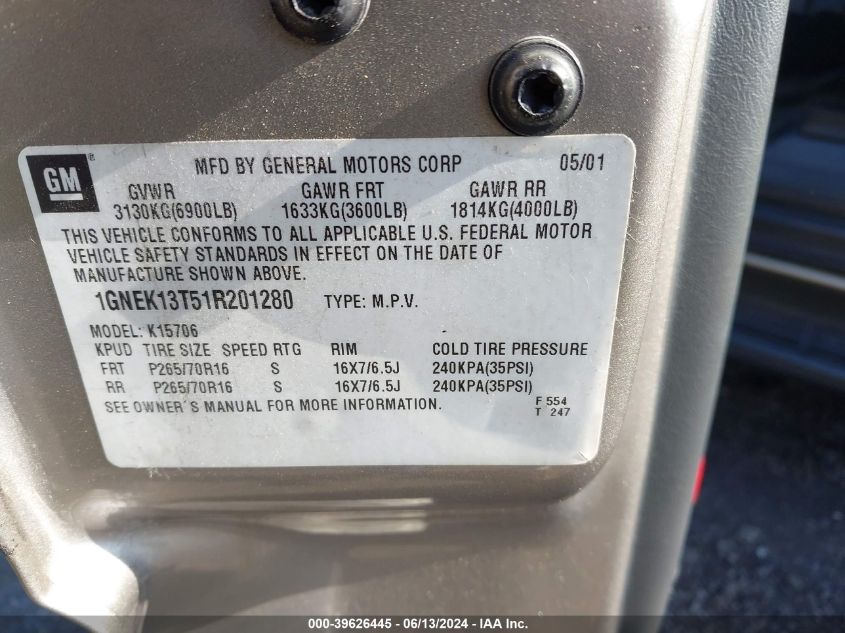 GM ®
MFD BY GENERAL MOTORS CORP 05/01
GVWR GAWR FRT GAWR RR
3130KG(6900LB) 1633KG(3600LB) 1814KG(4000LB)
THIS VEHICLE CONFORMS TO ALL APPLICABLE U.S. FEDERAL MOTOR
VEHICLE SAFETY STANDARDS IN EFFECT ON THE DATE OF
MANUFACTURE SHOWN ABOVE.
1GNEK13T51R201280 TYPE: M.P.V.
MODEL: K15706
KPUD TIRE SIZE SPEED RTG RIM COLD TIRE PRESSURE
FRT P265/70R16 S 16X7/6.5J 240KPA(35PSI)
RR P265/70R16 S 16X7/6.5J 240KPA(35PSI)
SEE OWNER'S MANUAL FOR MORE INFORMATION.
F 554
T 247
000-39626445 - 06/13/2024 - IAA Inc.